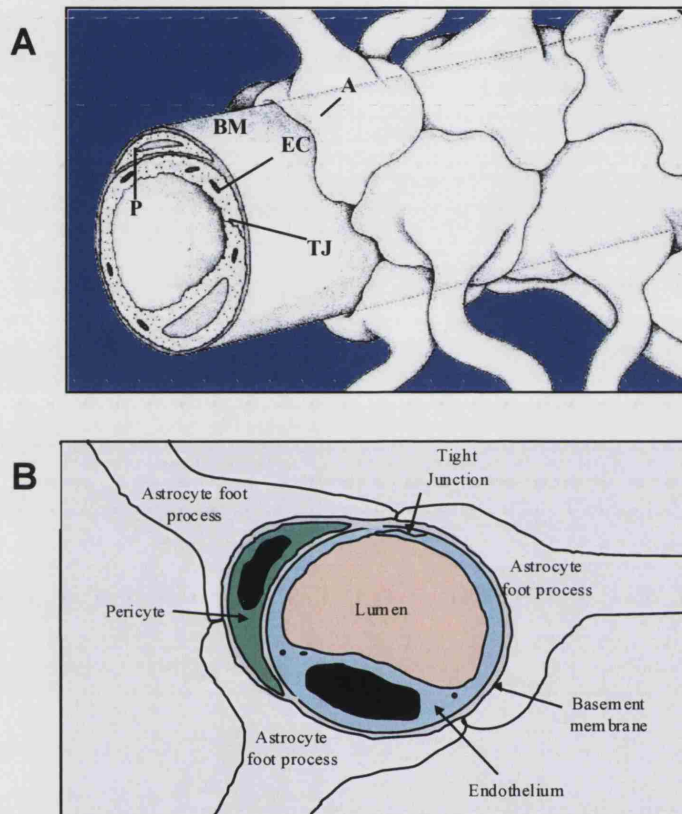 A
A
BM
EC
P
TJ
B
Tight
Junction
Astrocyte foot
process
Astrocyte
foot process
Pericyte
Lumen
Basement
membrane
Astrocyte
foot process
Endothelium